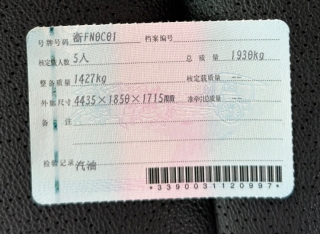 号牌号码 浙FN0C01 档案编号
核定载人数 5人 总质量 1930kg
整备质量 1427kg 核定载质量 --
外廓尺寸 4435×1850×1715mm 准牵引总质量 --
备注
检验记录 汽油
*3390031120997*